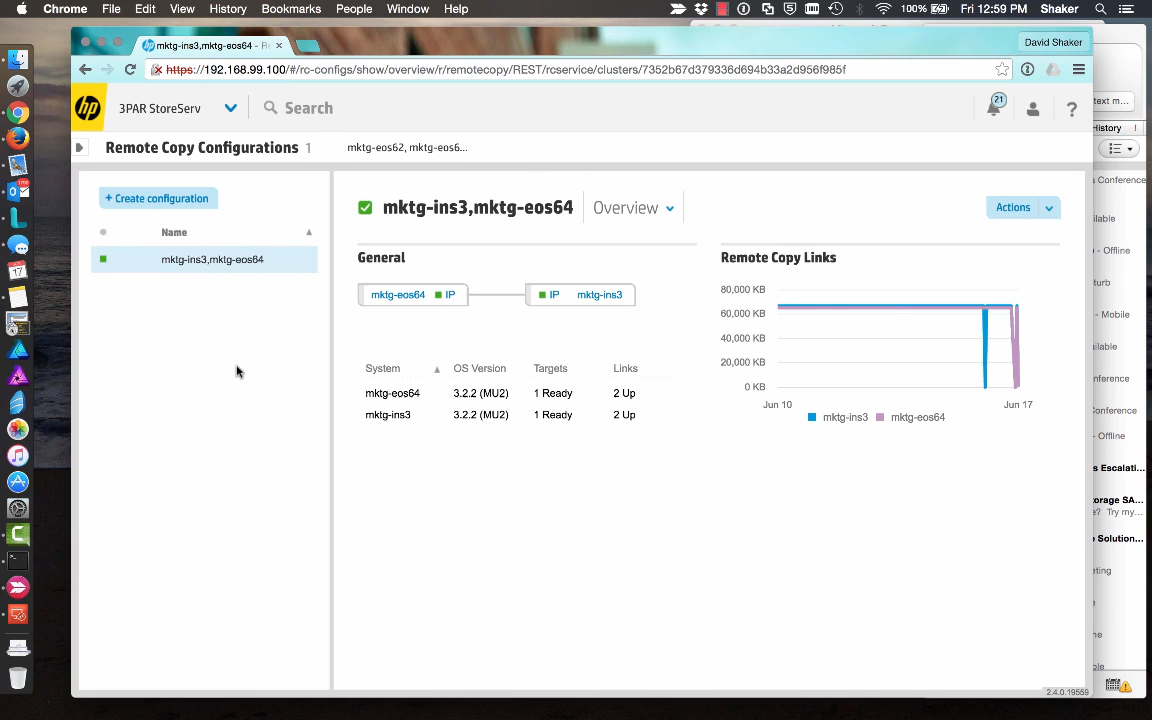 Chrome File Edit View History Bookmarks People Window Help 100% Fri 12:59 PM Shaker
mktg-ins3,mktg-eos64 - R
David Shaker
https://192.168.99.100/#/rc-configs/show/overview/r/remotecopy/REST/rcservice/clusters/7352b67d379336d694b33a2d956f985f
hp 3PAR StoreServ Search 21 ?
text m...
History
Remote Copy Configurations 1 mktg-eos62, mktg-eos6...
+ Create configuration
Name
mktg-ins3,mktg-eos64
mktg-ins3,mktg-eos64 Overview Actions
General
mktg-eos64 IP IP mktg-ins3
System OS Version Targets Links
mktg-eos64 3.2.2 (MU2) 1 Ready 2 Up
mktg-ins3 3.2.2 (MU2) 1 Ready 2 Up
Remote Copy Links
80,000 KB
60,000 KB
40,000 KB
20,000 KB
0 KB
Jun 10 Jun 17
mktg-ins3 mktg-eos64
2.4.0.19559
a Conference
ilable
- Offline
turb
- Mobile
ilable
nference
onference
- Offline
s Escalati...
orage SA...
e? Try my...
e Solution...
eting
ne
ble
17